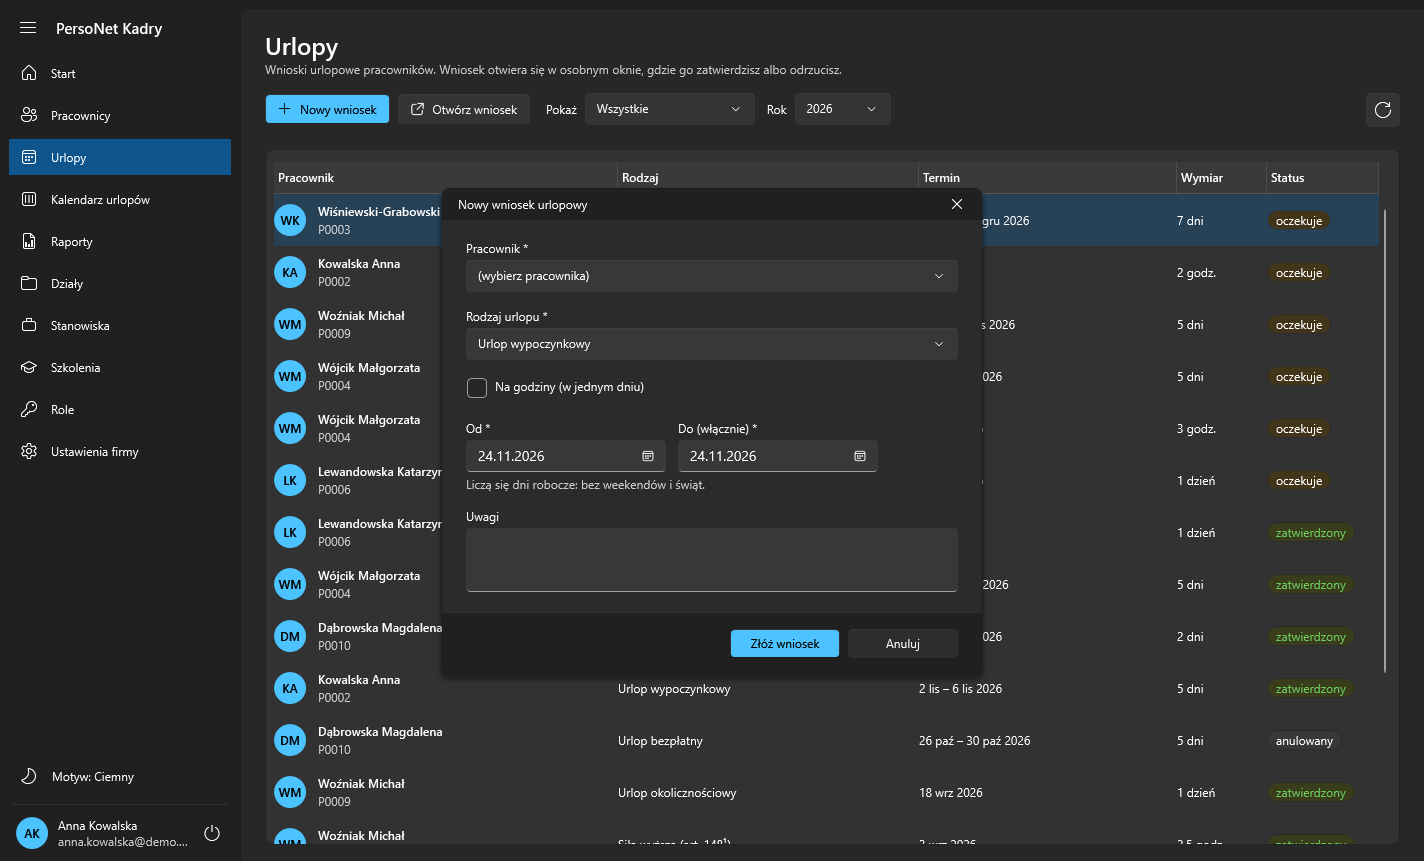 PersoNet Kadry
Start
Pracownicy
Urlopy
Kalendarz urlopów
Raporty
Działy
Stanowiska
Szkolenia
Role
Ustawienia firmy
Motyw: Ciemny
AK
Anna Kowalska
anna.kowalska@demo....
Urlopy
Wnioski urlopowe pracowników. Wniosek otwiera się w osobnym oknie, gdzie go zatwierdzisz albo odrzucisz.
Nowy wniosek
Otwórz wniosek
Pokaż
Wszystkie
Rok
2026
Pracownik
Rodzaj
Termin
Wymiar
Status
WK
Wiśniewski-Grabowski
P0003
gru 2026
7 dni
oczekuje
KA
Kowalska Anna
P0002
2 godz.
oczekuje
WM
Woźniak Michał
P0009
2026
5 dni
oczekuje
WM
Wójcik Małgorzata
P0004
5 dni
oczekuje
WM
Wójcik Małgorzata
P0004
3 godz.
oczekuje
LK
Lewandowska Katarzyn
P0006
1 dzień
oczekuje
LK
Lewandowska Katarzyn
P0006
1 dzień
zatwierdzony
WM
Wójcik Małgorzata
P0004
2026
5 dni
zatwierdzony
DM
Dąbrowska Magdalena
P0010
2 dni
zatwierdzony
KA
Kowalska Anna
P0002
Urlop wypoczynkowy
2 lis – 6 lis 2026
5 dni
zatwierdzony
DM
Dąbrowska Magdalena
P0010
Urlop bezpłatny
26 paź – 30 paź 2026
5 dni
anulowany
WM
Woźniak Michał
P0009
Urlop okolicznościowy
18 wrz 2026
1 dzień
zatwierdzony
WM
Woźniak Michał
Nowy wniosek urlopowy
Pracownik *
(wybierz pracownika)
Rodzaj urlopu *
Urlop wypoczynkowy
Na godziny (w jednym dniu)
Od *
24.11.2026
Do (włącznie) *
24.11.2026
Liczą się dni robocze: bez weekendów i świąt.
Uwagi
Złóż wniosek
Anuluj